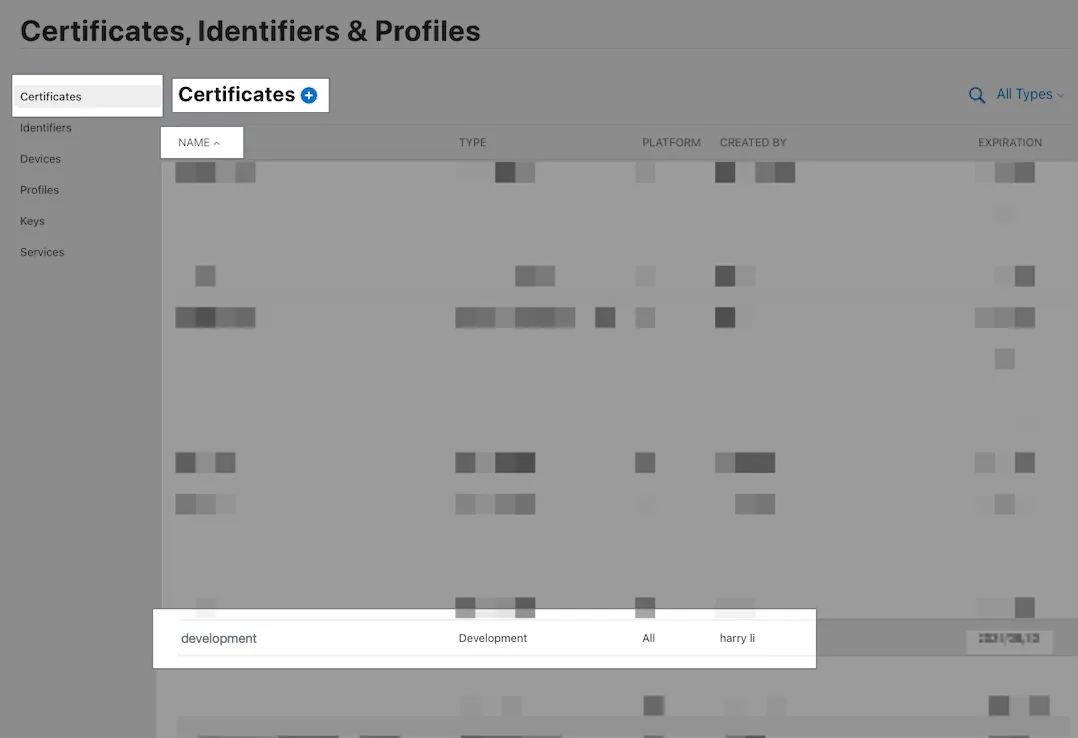 Certificates, Identifiers & Profiles
Certificates
Identifiers
Devices
Profiles
Keys
Services
Certificates
All Types
NAME TYPE PLATFORM CREATED BY EXPIRATION
development Development All harry li